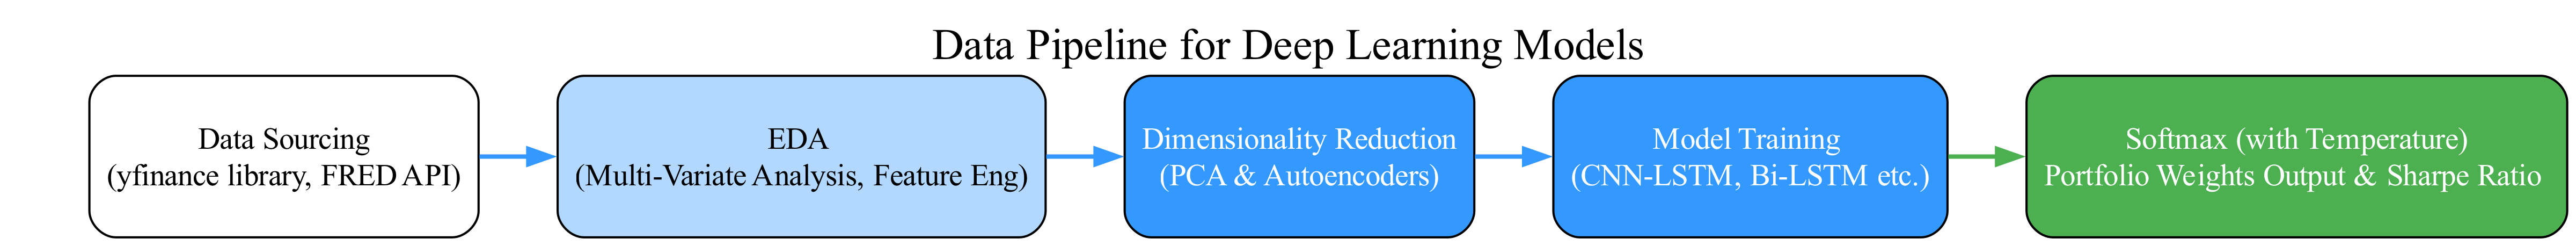 Data Pipeline for Deep Learning Models
Data Sourcing
(yfinance library, FRED API)
EDA
(Multi-Variate Analysis, Feature Eng)
Dimensionality Reduction
(PCA & Autoencoders)
Model Training
(CNN-LSTM, Bi-LSTM etc.)
Softmax (with Temperature)
Portfolio Weights Output & Sharpe Ratio